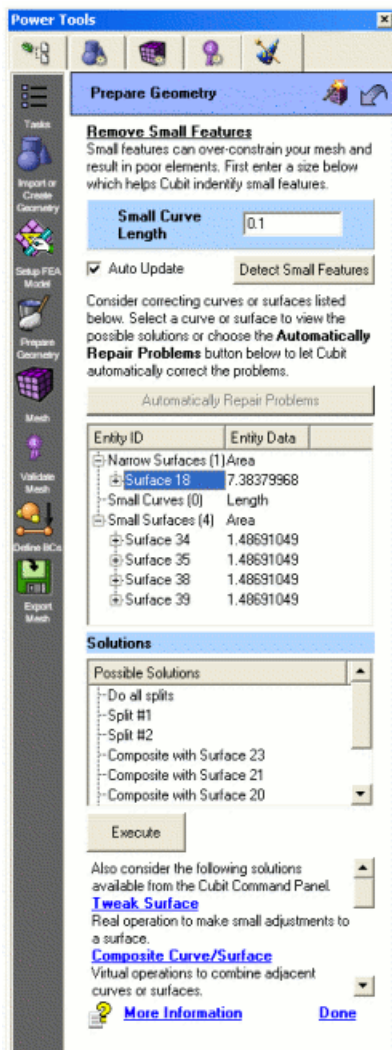 Power Tools
Prepare Geometry
Tasks
Import or
Create
Geometry
Setup FEA
Model
Prepare
Geometry
Mesh
Validate
Mesh
Define BCs
Export
Mesh
Remove Small Features
Small features can over-constrain your mesh and
result in poor elements. First enter a size below
which helps Cubit indentify small features.
Small Curve
Length
0.1
Auto Update
Detect Small Features
Consider correcting curves or surfaces listed
below. Select a curve or surface to view the
possible solutions or choose the Automatically
Repair Problems button below to let Cubit
automatically correct the problems.
Automatically Repair Problems
Entity ID Entity Data
Narrow Surfaces (1) Area
Surface 18 7.38379968
Small Curves (0) Length
Small Surfaces (4) Area
Surface 34 1.48691049
Surface 35 1.48691049
Surface 38 1.48691049
Surface 39 1.48691049
Solutions
Possible Solutions
Do all splits
Split #1
Split #2
Composite with Surface 23
Composite with Surface 21
Composite with Surface 20
Execute
Also consider the following solutions
available from the Cubit Command Panel.
Tweak Surface
Real operation to make small adjustments to
a surface.
Composite Curve/Surface
Virtual operations to combine adjacent
curves or surfaces.
More Information Done